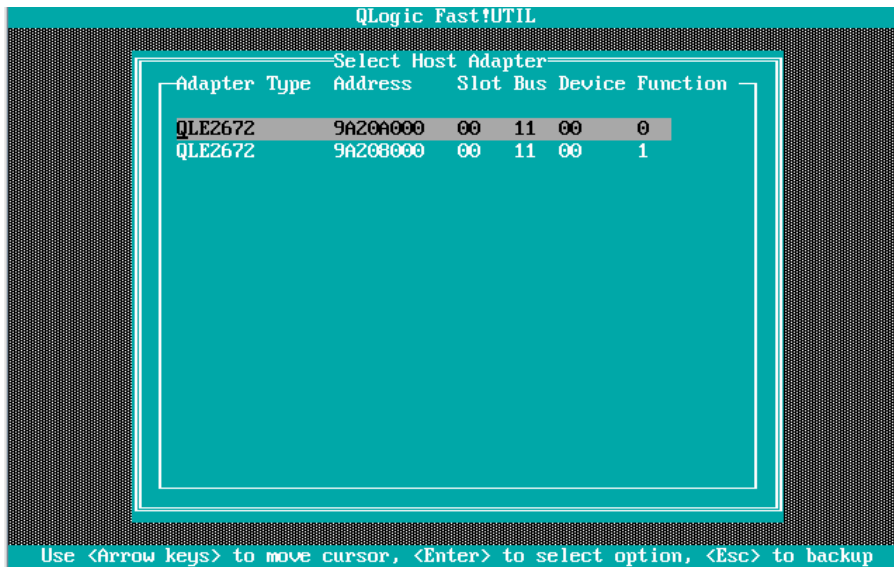 QLogic Fast!UTIL
Select Host Adapter
Adapter Type Address Slot Bus Device Function
QLE2672 9A20A000 00 11 00 0
QLE2672 9A20B000 00 11 00 1
Use <Arrow keys> to move cursor, <Enter> to select option, <Esc> to backup